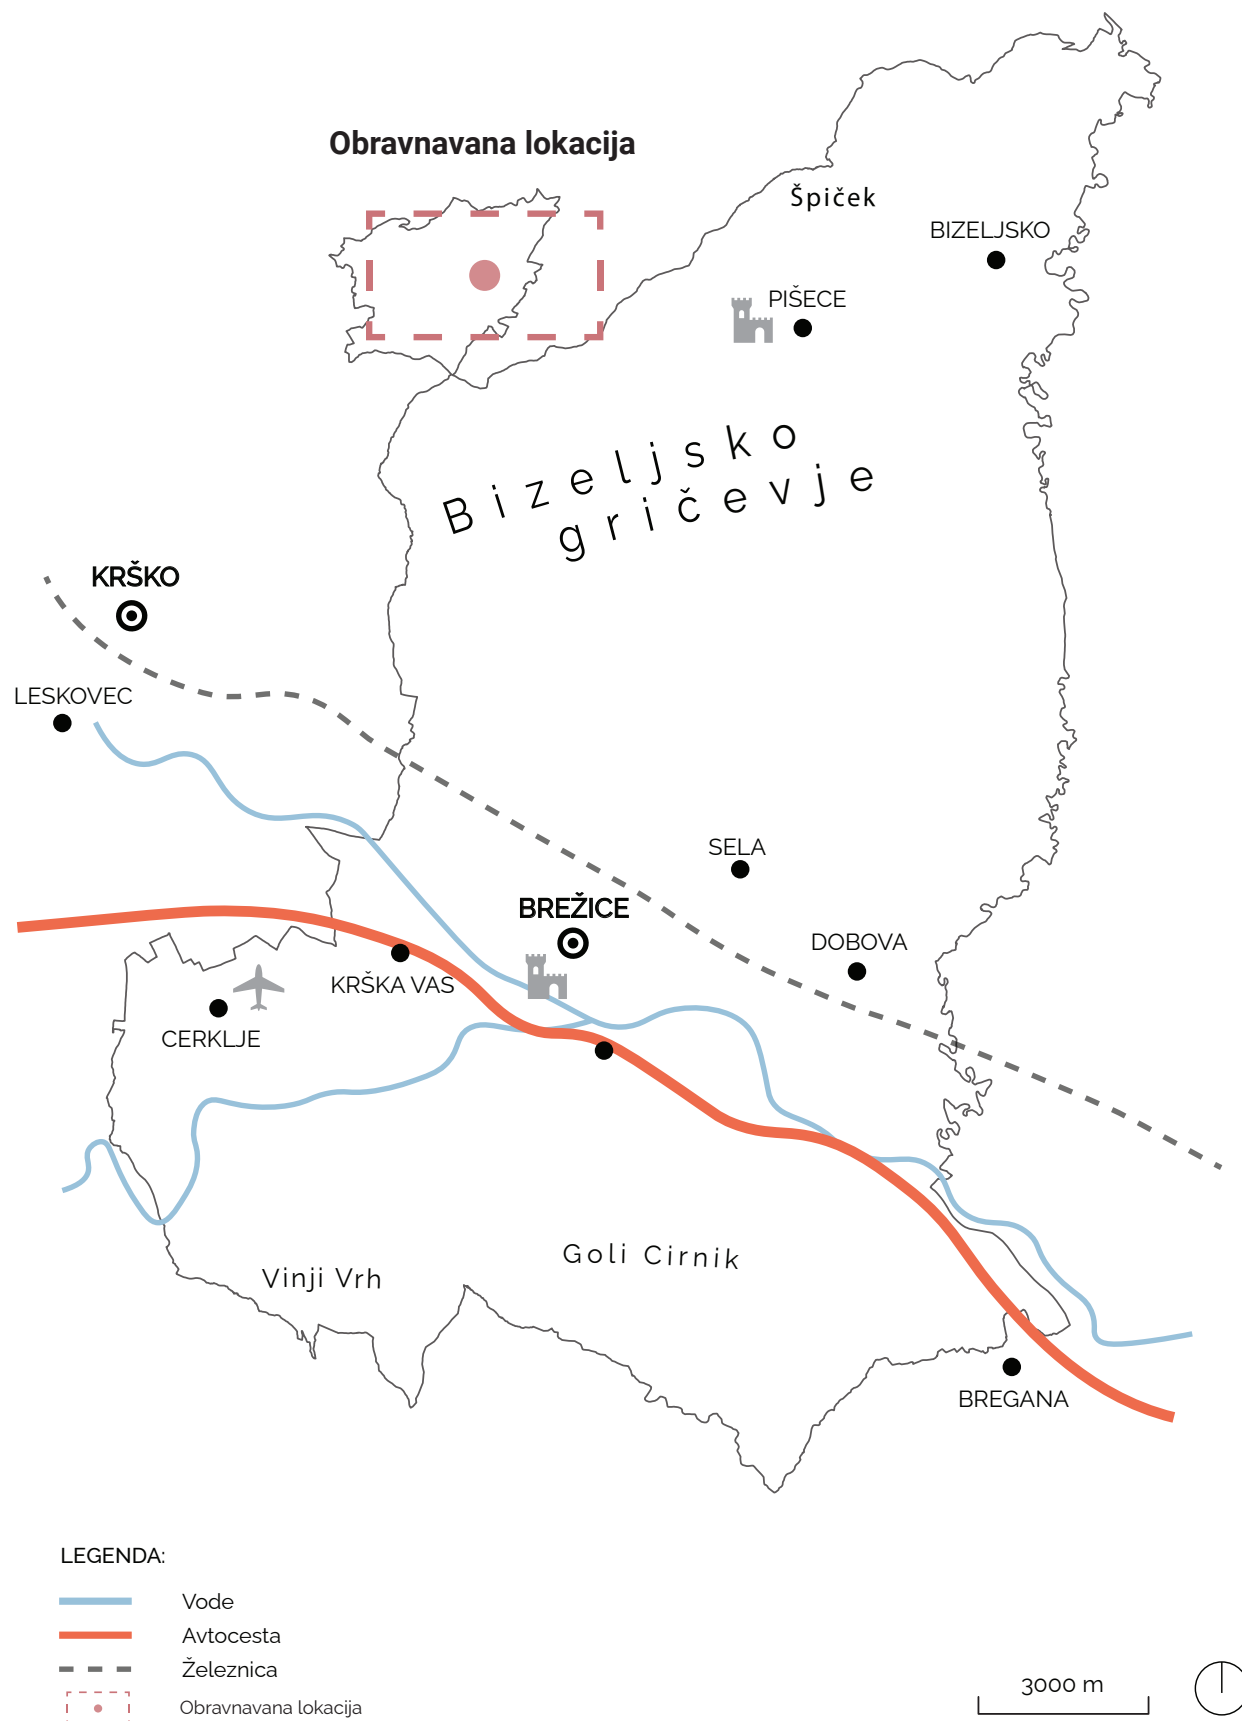 Obravnavana lokacija
Špiček
BIZELJSKO
PIŠECE
Bizeljsko
gričevje
KRŠKO
LESKOVEC
SELA
BREŽICE
DOBOVA
KRŠKA VAS
CERKLJE
Goli Cirnik
Vinji Vrh
BREGANA
LEGENDA:
Vode
Avtocesta
Železnica
Obravnavana lokacija
3000 m